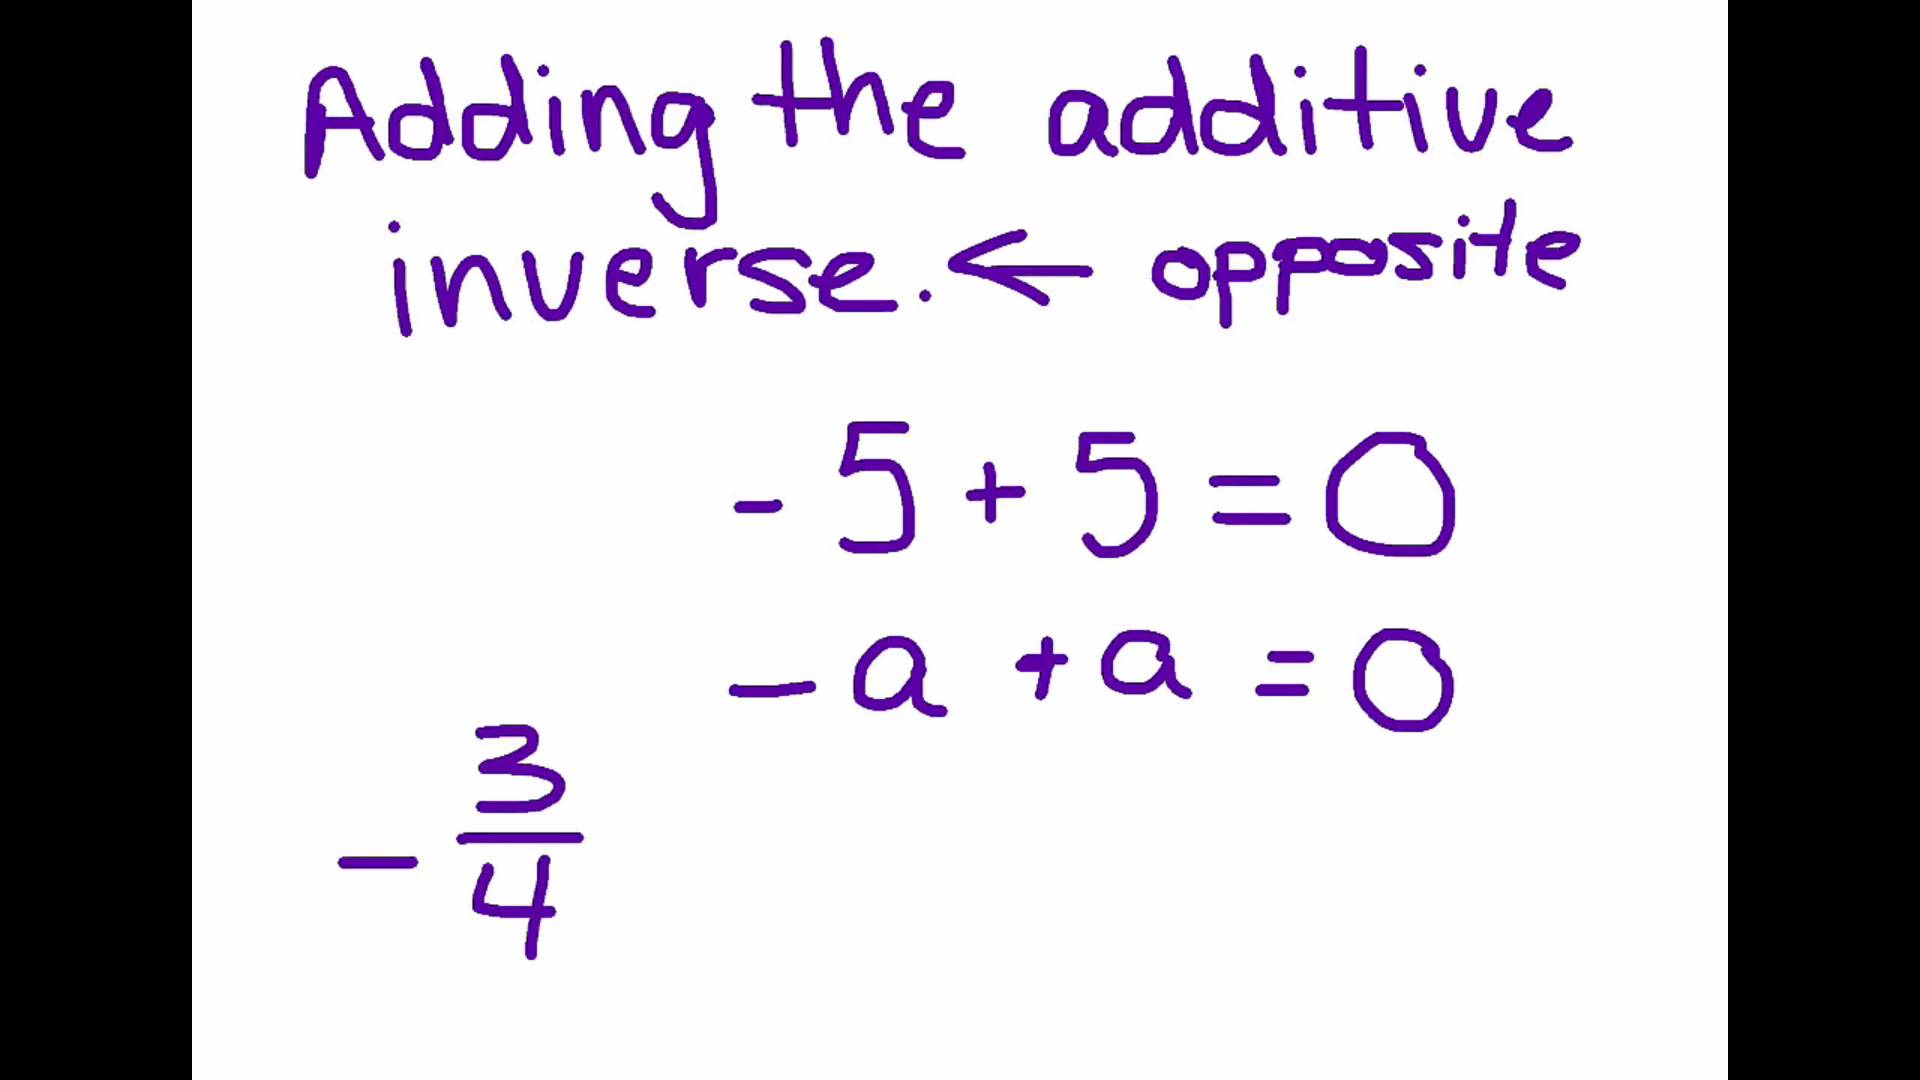 Adding the additive
inverse. ← opposite
- 5 + 5 = 0
- a + a = 0
- 3/4